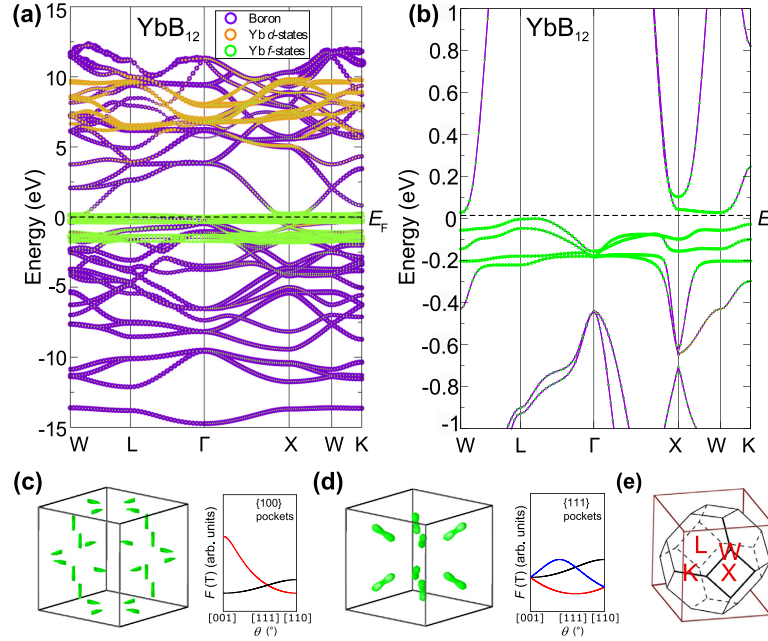 (a)
YbB12
Boron
Yb d-states
Yb f-states
Energy (eV)
15
10
5
0
-5
-10
-15
EF
W L Γ X W K
(b)
YbB12
Energy (eV)
1
0.8
0.6
0.4
0.2
0
-0.2
-0.4
-0.6
-0.8
-1
E
W L Γ X W K
(c)
F (T) (arb. units)
{100}
pockets
[001] [111] [110]
θ (°)
(d)
F (T) (arb. units)
{111}
pockets
[001] [111] [110]
θ (°)
(e)
L W
K X